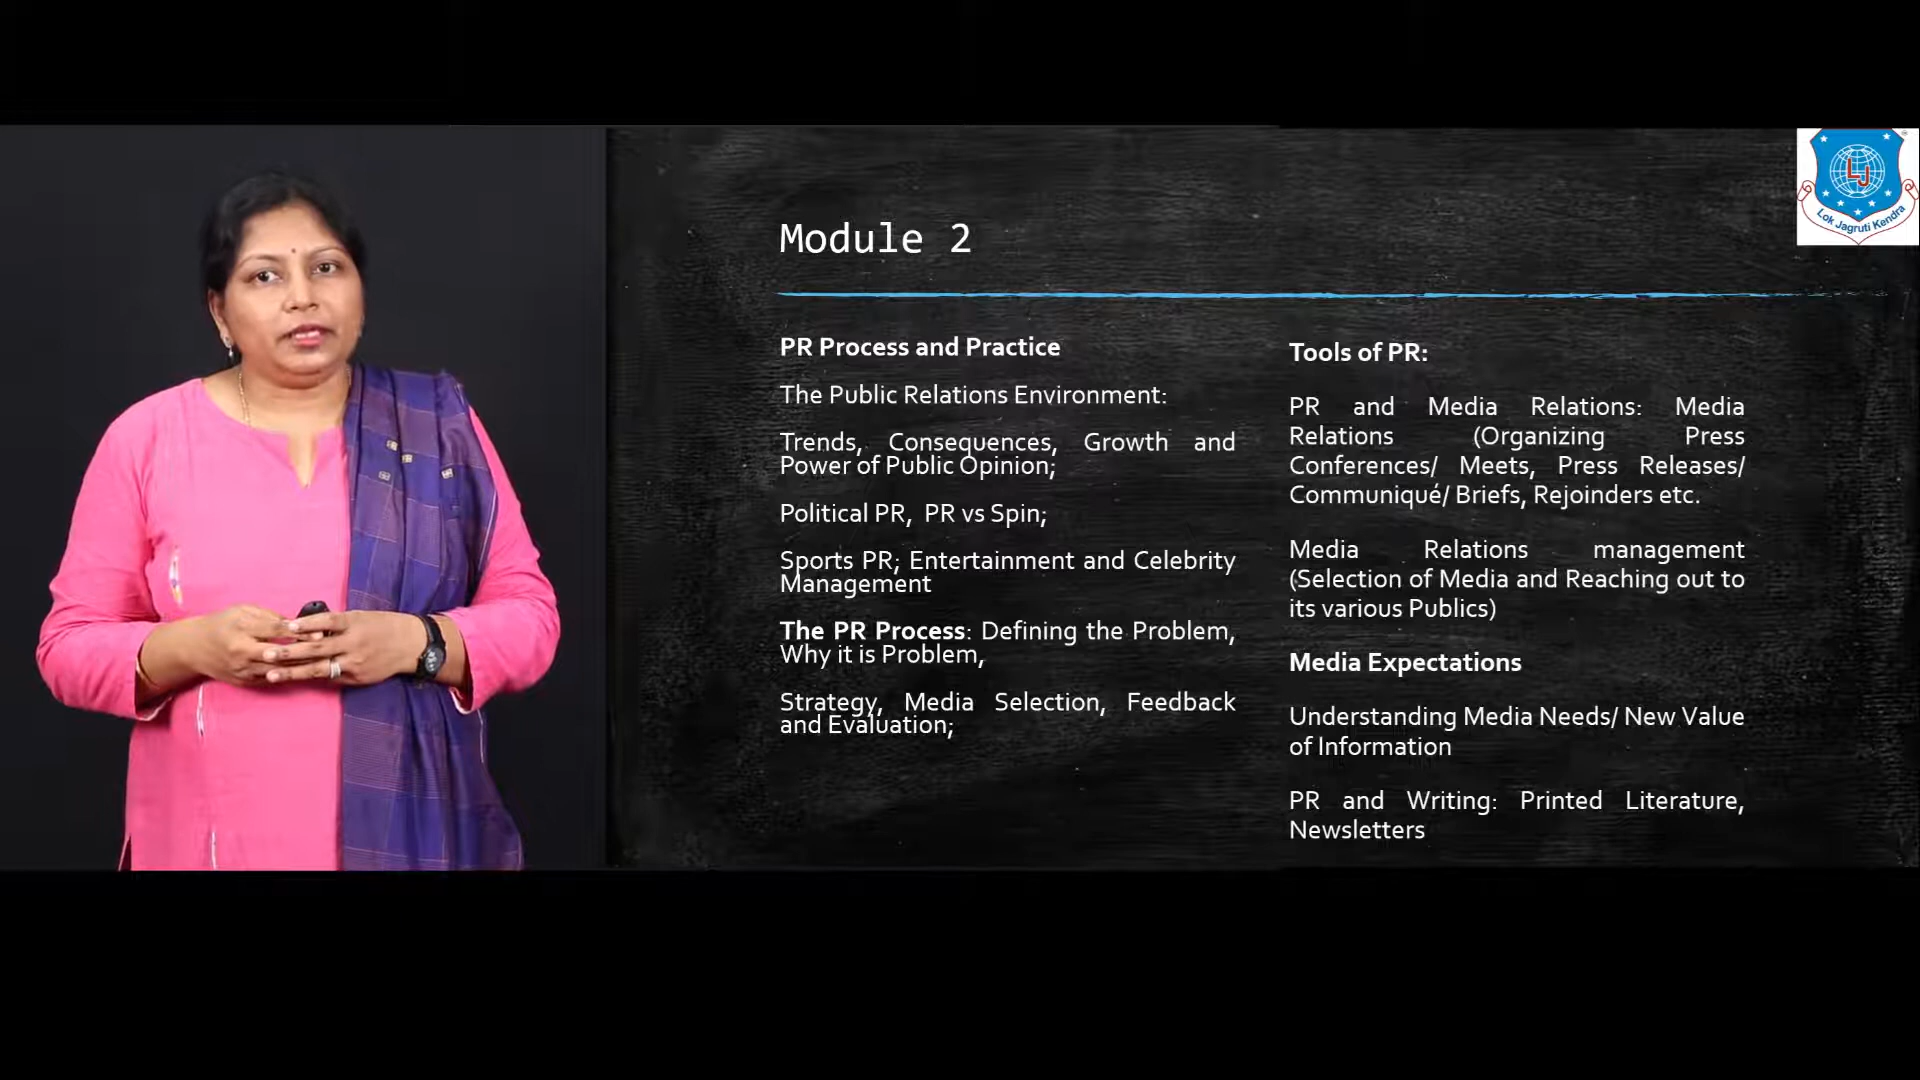 Module 2
PR Process and Practice
The Public Relations Environment:
Trends, Consequences, Growth and
Power of Public Opinion;
Political PR, PR vs Spin;
Sports PR; Entertainment and Celebrity
Management
The PR Process: Defining the Problem,
Why it is Problem,
Strategy, Media Selection, Feedback
and Evaluation;
Tools of PR:
PR and Media Relations: Media
Relations (Organizing Press
Conferences/ Meets, Press Releases/
Communiqué/ Briefs, Rejoinders etc.
Media Relations management
(Selection of Media and Reaching out to
its various Publics)
Media Expectations
Understanding Media Needs/ New Value
of Information
PR and Writing: Printed Literature,
Newsletters
LJ
Lok Jagruti Kendra
®